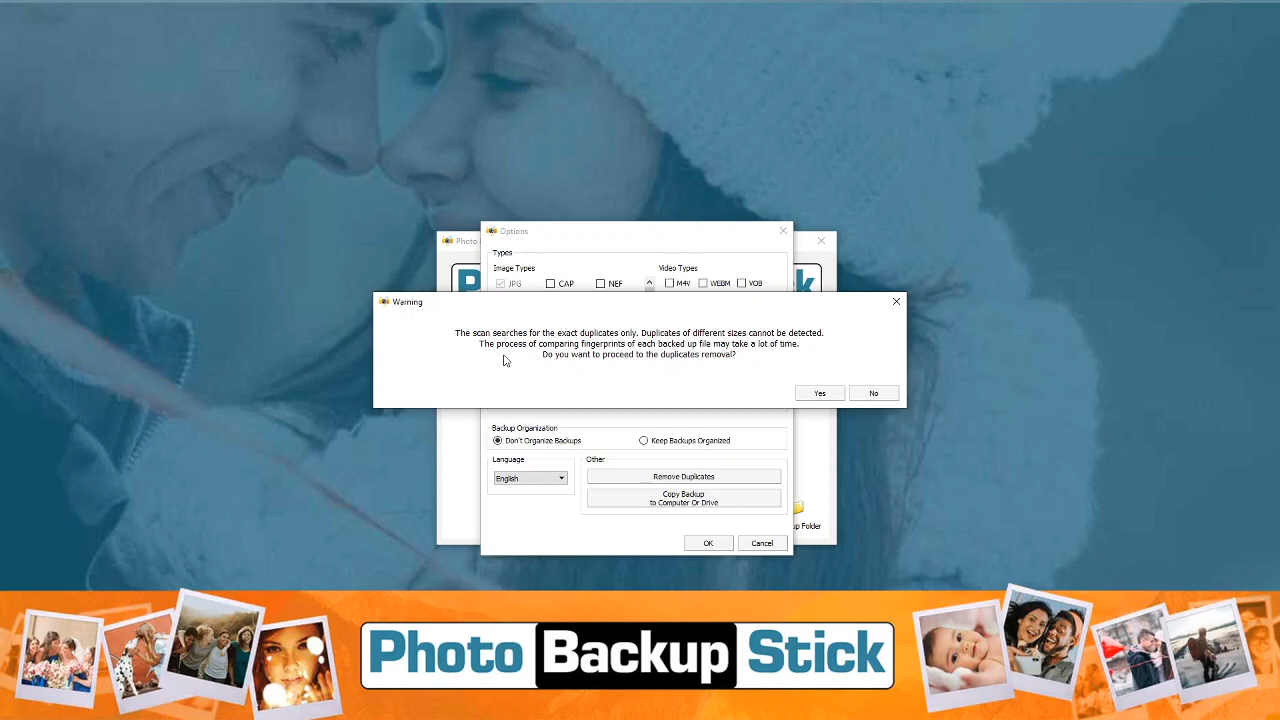 Options
Photo
Types
Image Types
Video Types
JPG
CAP
NEF
M4V
WEBM
VOB
Warning
The scan searches for the exact duplicates only. Duplicates of different sizes cannot be detected.
The process of comparing fingerprints of each backed up file may take a lot of time.
Do you want to proceed to the duplicates removal?
Yes
No
Backup Organization
Don't Organize Backups
Keep Backups Organized
Language
English
Other
Remove Duplicates
Copy Backup
to Computer Or Drive
up Folder
OK
Cancel
Photo Backup Stick